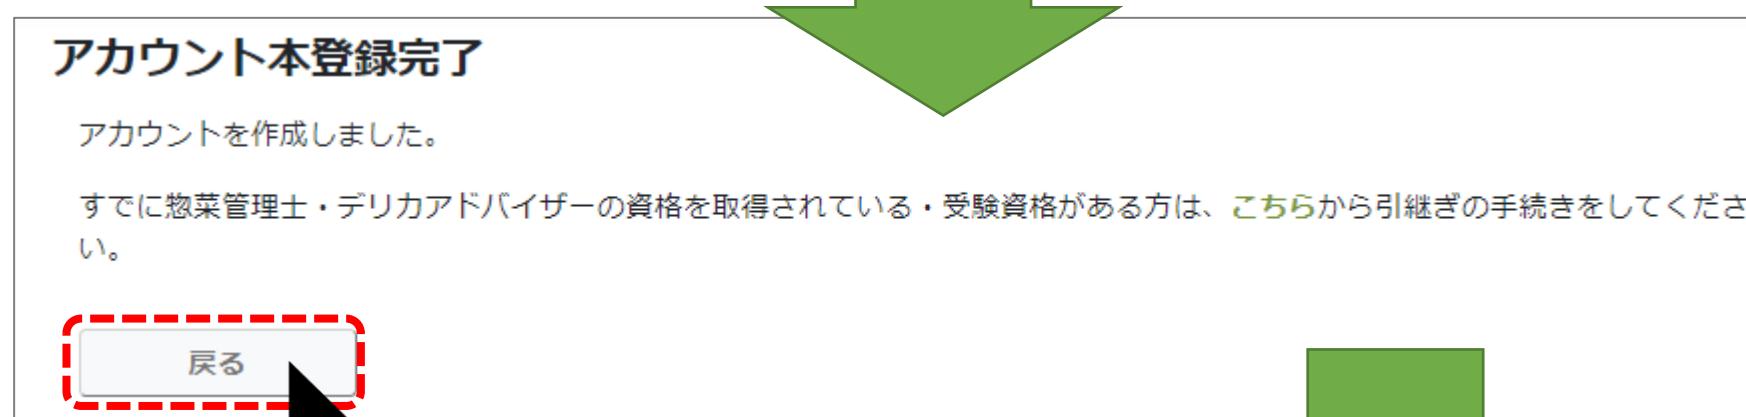 アカウント本登録完了
アカウントを作成しました。
すでに惣菜管理士・デリカアドバイザーの資格を取得されている・受験資格がある方は、こちらから引継ぎの手続きをしてくださ
い。
戻る